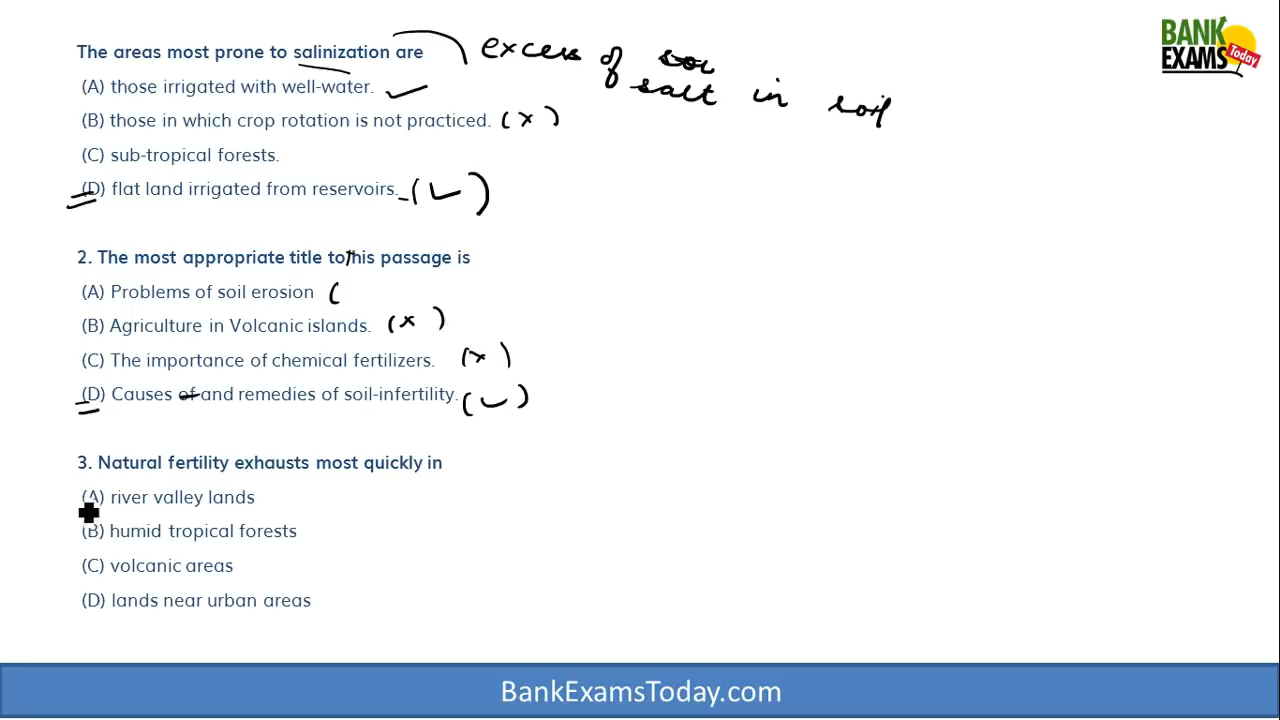 The areas most prone to salinization are
excess of
salt in soil
BANK
EXAMS Today
(A) those irrigated with well-water.
(B) those in which crop rotation is not practiced. (x)
(C) sub-tropical forests.
(D) flat land irrigated from reservoirs. (✓)
2. The most appropriate title to this passage is
(A) Problems of soil erosion (
(B) Agriculture in Volcanic islands. (x)
(C) The importance of chemical fertilizers. (x)
(D) Causes of and remedies of soil-infertility. (✓)
3. Natural fertility exhausts most quickly in
(A) river valley lands
(B) humid tropical forests
(C) volcanic areas
(D) lands near urban areas
BankExamsToday.com